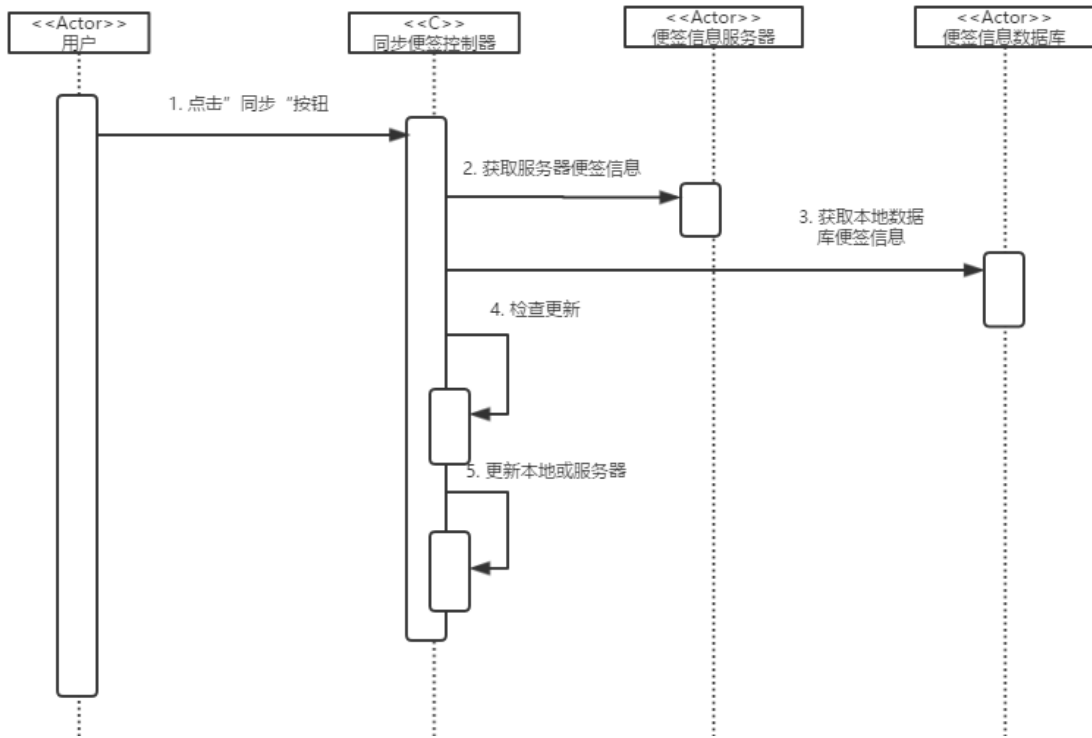 <<Actor>>
用户
<<C>>
同步便签控制器
<<Actor>>
便签信息服务器
<<Actor>>
便签信息数据库
1. 点击”同步“按钮
2. 获取服务器便签信息
3. 获取本地数据
库便签信息
4. 检查更新
5. 更新本地或服务器